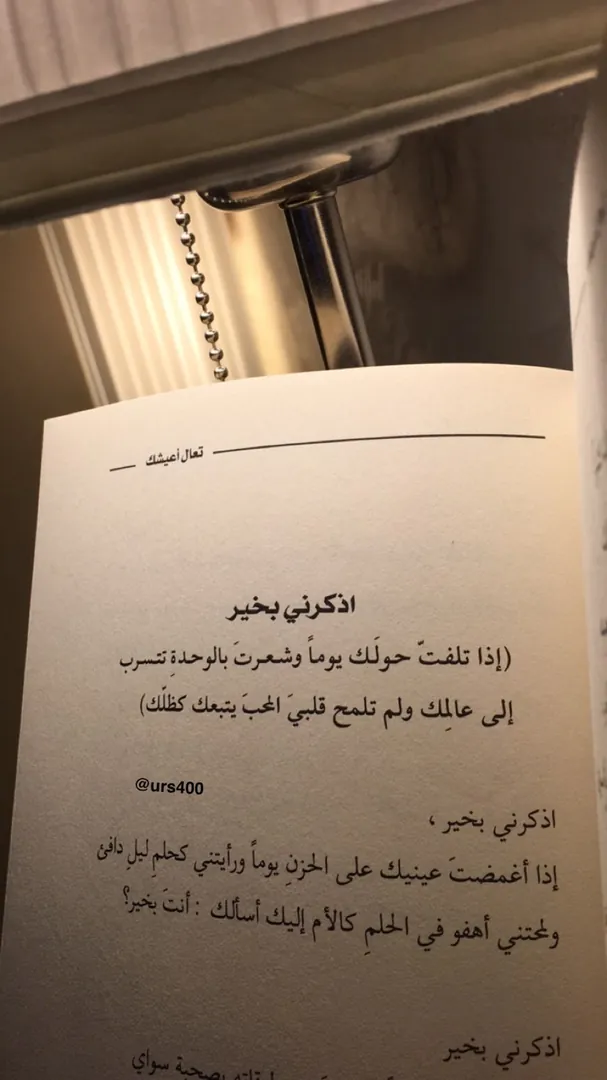 تعال أعيشك
اذكرني بخير
(إذا تلفتّ حولَك يوماً وشعرتَ بالوحدةِ تتسرب
إلى عالمِك ولم تلمح قلبيَ المحبَ يتبعك كظلّك)
@urs400
اذكرني بخير ،
إذا أغمضتَ عينيك على الحزنِ يوماً ورأيتني كحلمِ ليلِ دافئ
ولمحتني أهفو في الحلمِ كالأم إليك أسألك : أنتَ بخير؟
اذكرني بخير
بصحبة سواي